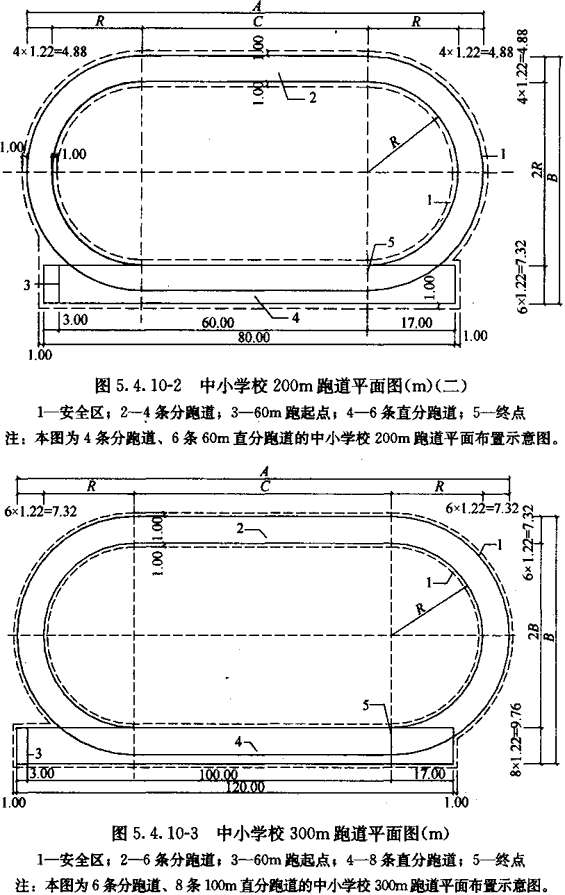 A
R C R
4×1.22=4.88 4×1.22=4.88
1.00
4×1.22=4.88
1.00
2
R
1.00 1.00
1
2R
B
1
5
3
1.00
6×1.22=7.32
4
3.00 60.00 17.00
80.00
1.00 1.00
图 5.4.10-2 中小学校 200m 跑道平面图(m)(二)
1—安全区；2—4 条分跑道；3—60m 跑起点；4—6 条直分跑道；5—终点
注：本图为 4 条分跑道、6 条 60m 直分跑道的中小学校 200m 跑道平面布置示意图。
A
R C R
6×1.22=7.32 6×1.22=7.32
1.00
2
1
6×1.22=7.32
1.00
1
R
2B
B
5
3
4
8×1.22=9.76
3.00 100.00 17.00
120.00
1.00 1.00
图 5.4.10-3 中小学校 300m 跑道平面图(m)
1—安全区；2—6 条分跑道；3—60m 跑起点；4—8 条直分跑道；5—终点
注：本图为 6 条分跑道、8 条 100m 直分跑道的中小学校 300m 跑道平面布置示意图。